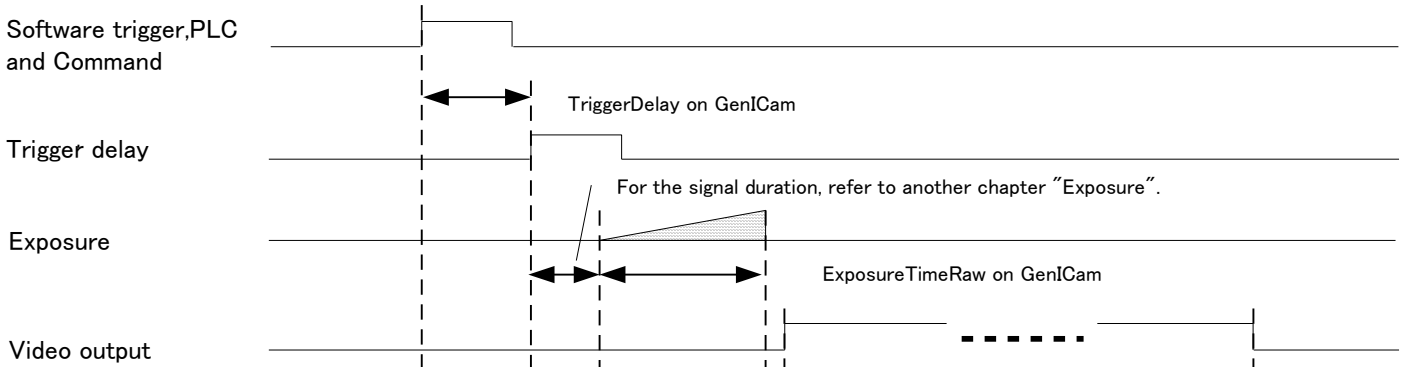 Software trigger,PLC
and Command
TriggerDelay on GenICam
Trigger delay
For the signal duration, refer to another chapter "Exposure".
Exposure
ExposureTimeRaw on GenICam
Video output